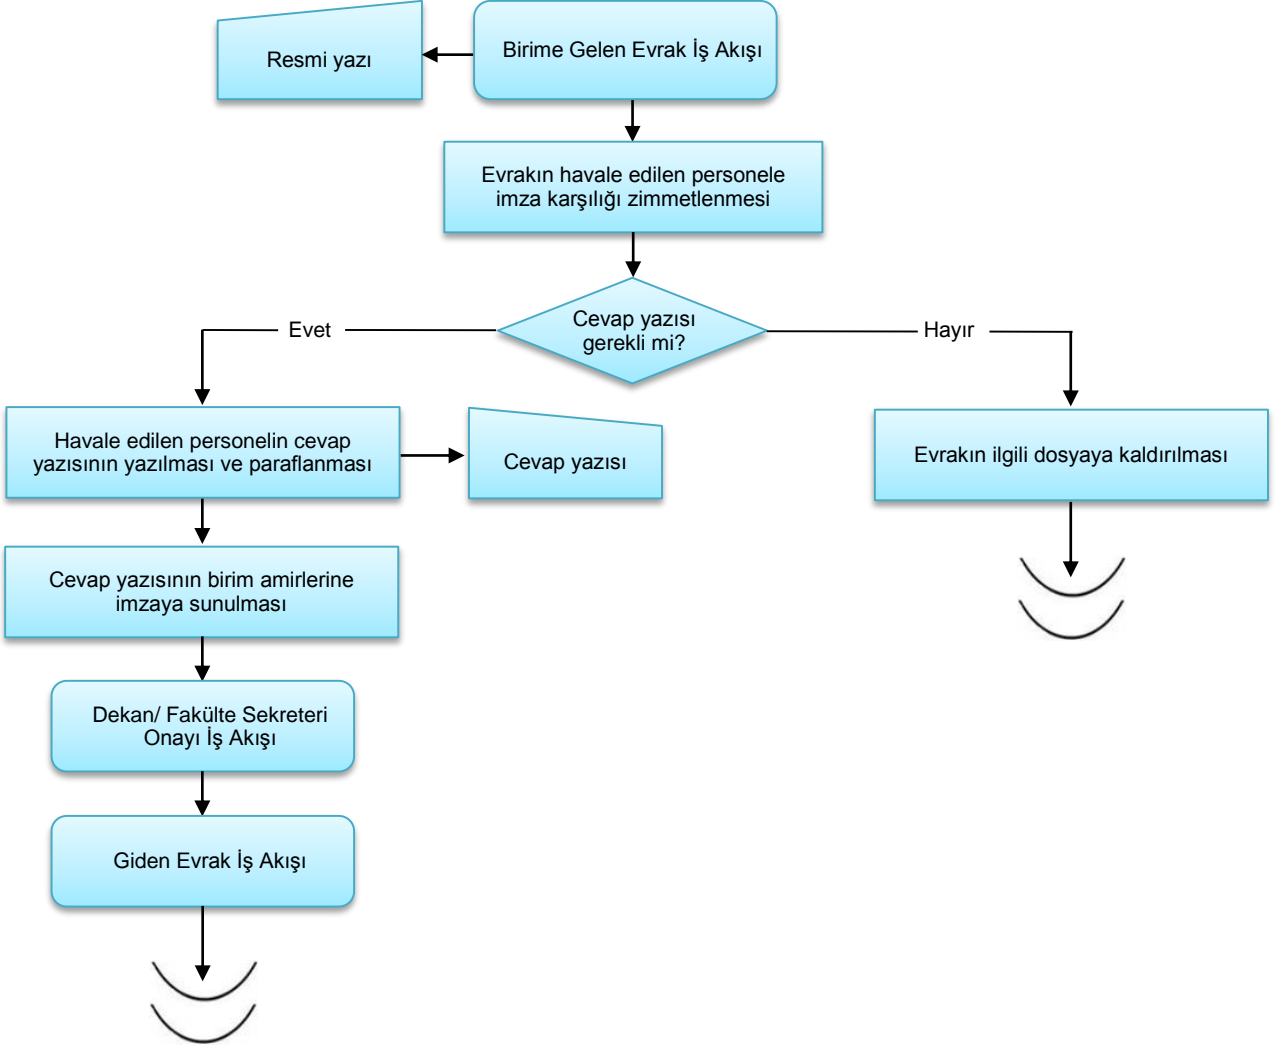 Resmi yazı
Birime Gelen Evrak İş Akışı
Evrakın havale edilen personele
imza karşılığı zimmetlenmesi
Cevap yazısı
gerekli mi?
Evet
Hayır
Havale edilen personelin cevap
yazısının yazılması ve paraflanması
Cevap yazısı
Evrakın ilgili dosyaya kaldırılması
Cevap yazısının birim amirlerine
imzaya sunulması
Dekan/ Fakülte Sekreteri
Onayı İş Akışı
Giden Evrak İş Akışı